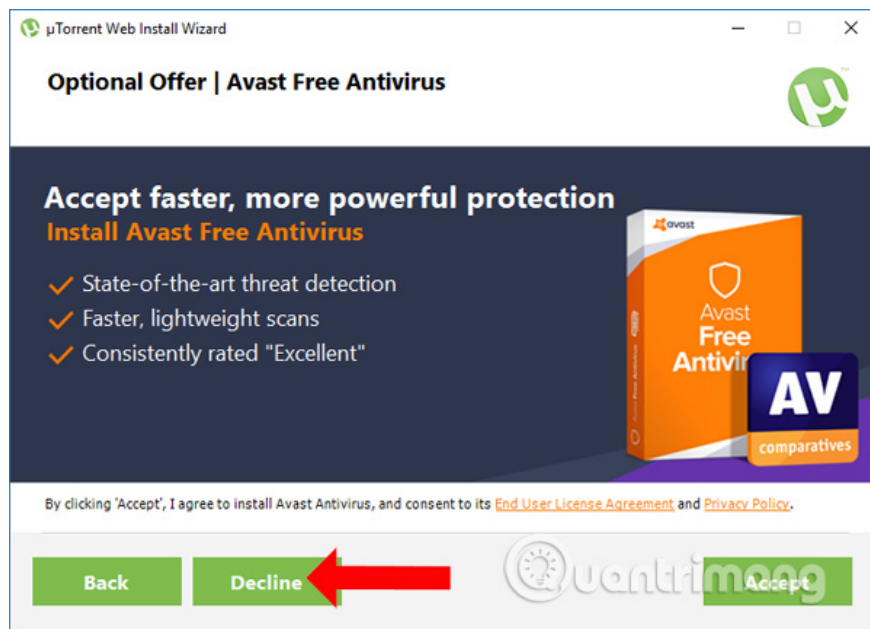 µTorrent Web Install Wizard
Optional Offer | Avast Free Antivirus
µ
Accept faster, more powerful protection
Install Avast Free Antivirus
State-of-the-art threat detection
Faster, lightweight scans
Consistently rated "Excellent"
avast
Avast
Free
Antivir
AV
comparatives
By clicking 'Accept', I agree to install Avast Antivirus, and consent to its End User License Agreement and Privacy Policy.
Back
Decline
Quantrimang
Accept